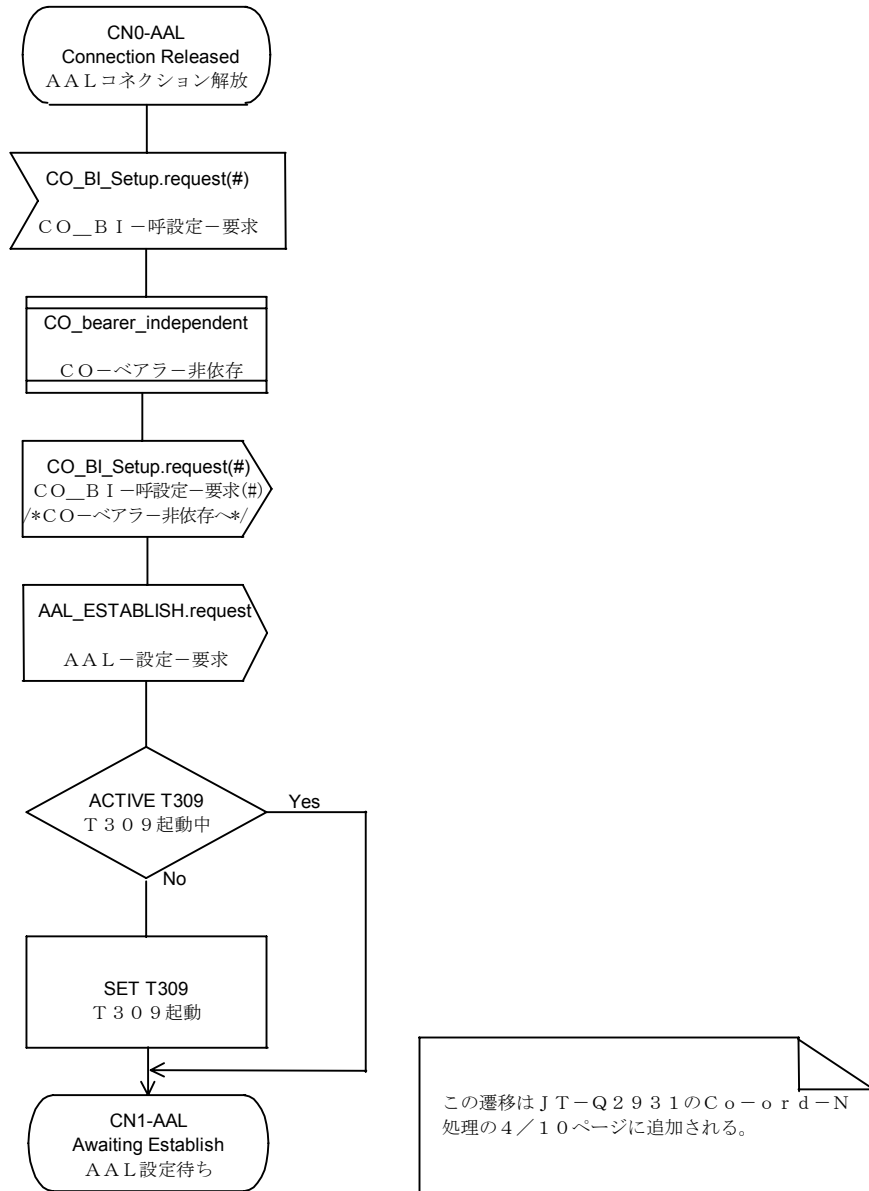 CN0-AAL
Connection Released
ＡＡＬコネクション解放
CO_BI_Setup.request(#)
ＣＯ＿ＢＩ－呼設定－要求
CO_bearer_independent
ＣＯ－ベアラ－非依存
CO_BI_Setup.request(#)
ＣＯ＿ＢＩ－呼設定－要求(#)
/*ＣＯ－ベアラ－非依存へ*/
AAL_ESTABLISH.request
ＡＡＬ－設定－要求
ACTIVE T309
Ｔ３０９起動中
Yes
No
SET T309
Ｔ３０９起動
CN1-AAL
Awaiting Establish
ＡＡＬ設定待ち
この遷移はＪＴ－Ｑ２９３１のＣｏ－ｏｒｄ－Ｎ
処理の４／１０ページに追加される。